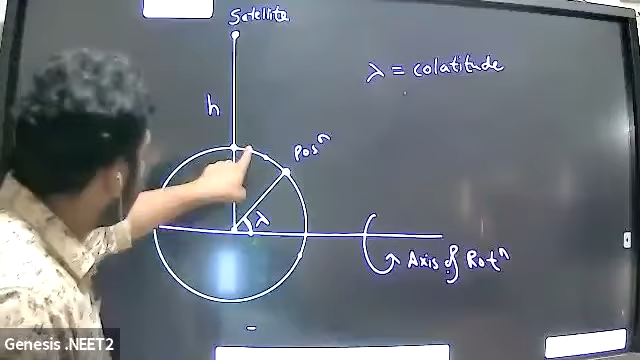 Satellite
λ = colatitude
h
Posⁿ
λ
Axis of Rotⁿ
Genesis .NEET2